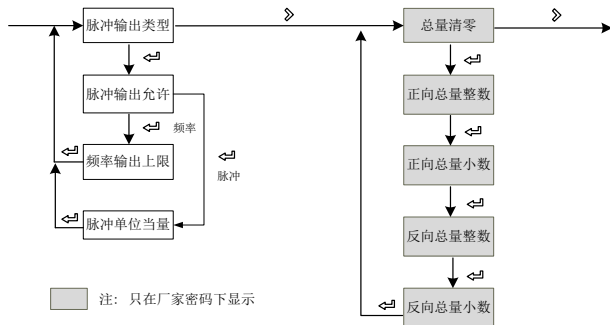 脉冲输出类型
总量清零
脉冲输出允许
正向总量整数
频率
频率输出上限
脉冲
正向总量小数
脉冲单位当量
反向总量整数
注：只在厂家密码下显示
反向总量小数